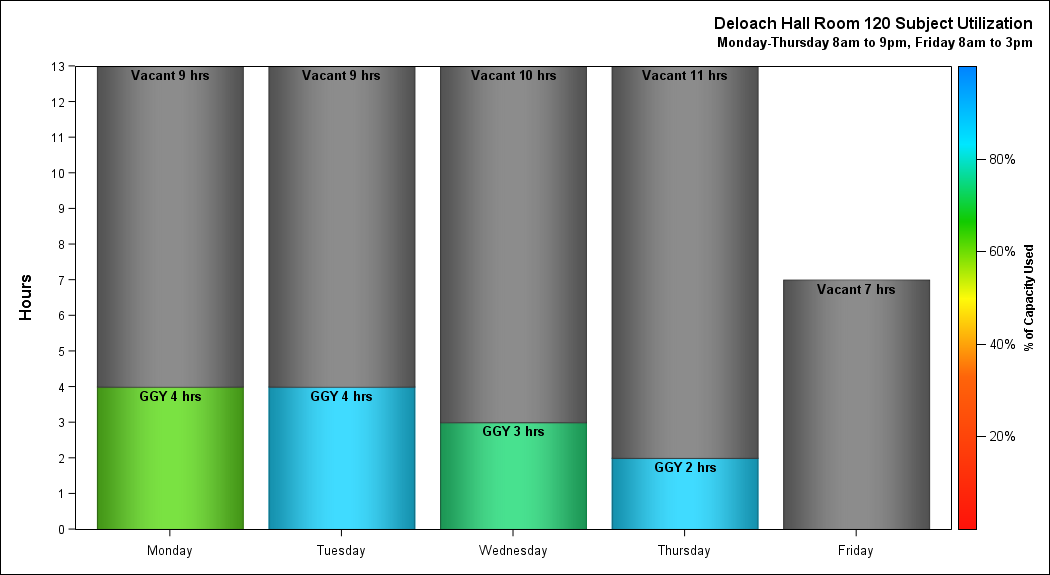 Deloach Hall Room 120 Subject Utilization
Monday-Thursday 8am to 9pm, Friday 8am to 3pm
Hours
13
12
11
10
9
8
7
6
5
4
3
2
1
0
Vacant 9 hrs
Vacant 9 hrs
Vacant 10 hrs
Vacant 11 hrs
Vacant 7 hrs
GGY 4 hrs
GGY 4 hrs
GGY 3 hrs
GGY 2 hrs
Monday
Tuesday
Wednesday
Thursday
Friday
80%
60%
40%
20%
% of Capacity Used